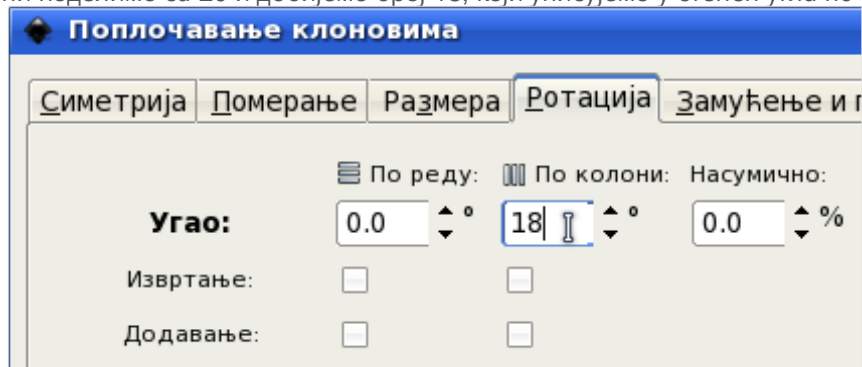 Поплочавање клоновима
Симетрија Померање Размера Ротација Замућење и
По реду: По колони: Насумично:
Угао: 0.0 ° 18 ° 0.0 %
Извртање:
Додавање: